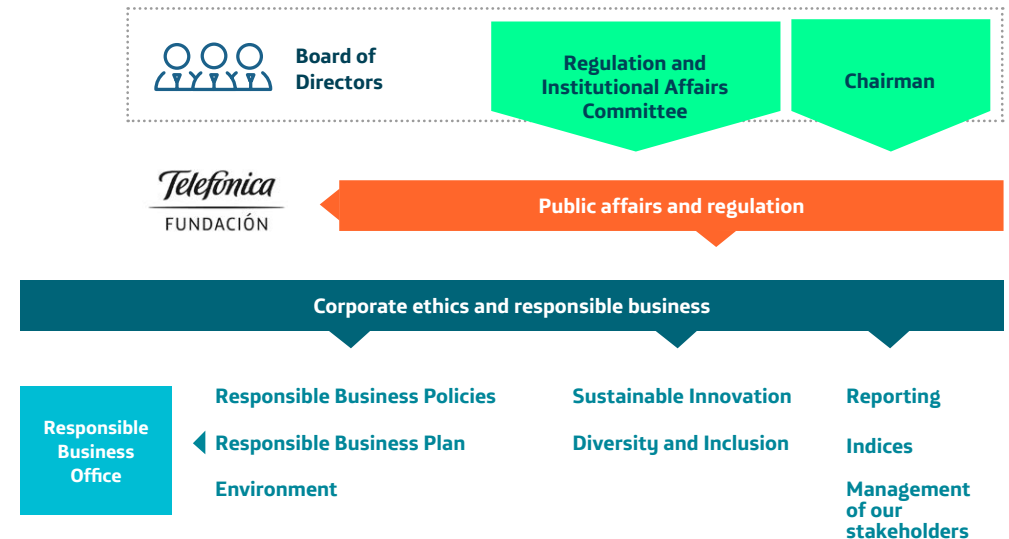 Board of
Directors
Regulation and
Institutional Affairs
Committee
Chairman
Telefónica
FUNDACIÓN
Public affairs and regulation
Corporate ethics and responsible business
Responsible
Business
Office
Responsible Business Policies
Responsible Business Plan
Environment
Sustainable Innovation
Diversity and Inclusion
Reporting
Indices
Management
of our
stakeholders